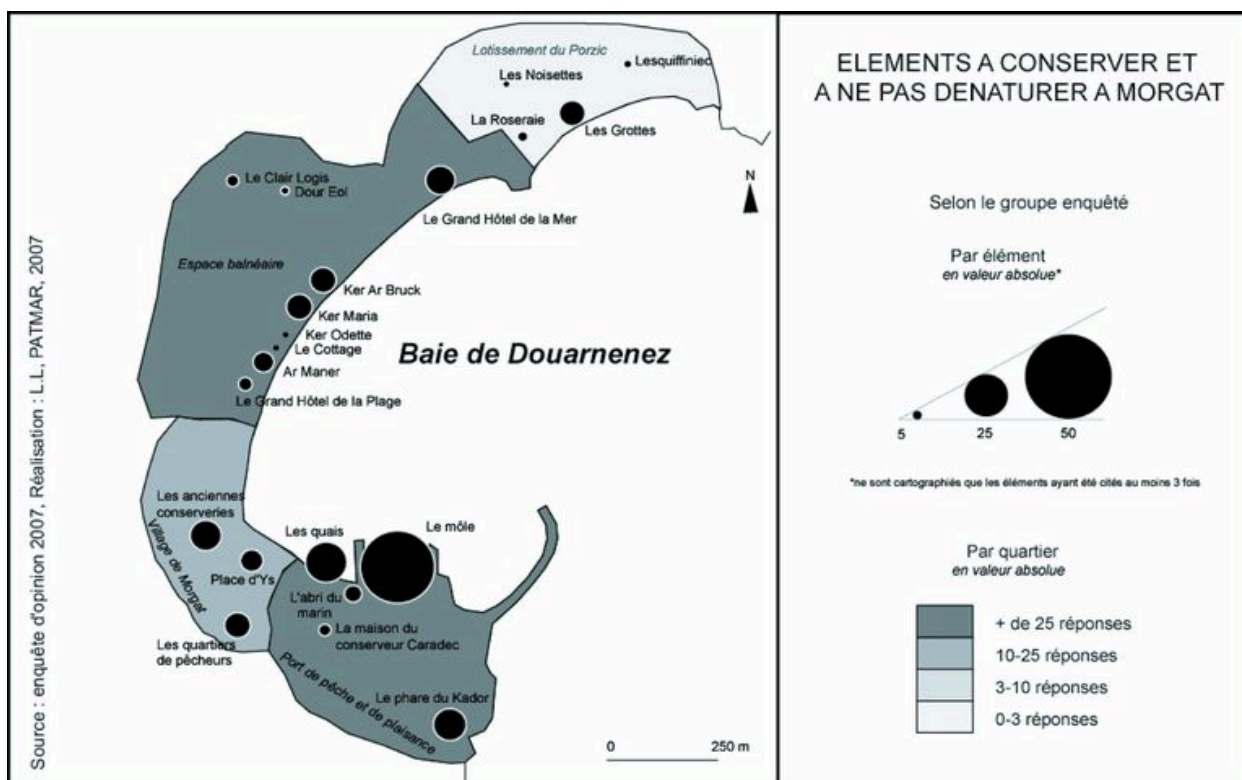 Lotissement du Porzic
Lesquiffiniec
Les Noisettes
La Roseraie
Les Grottes
Le Clair Logis
Dour Eol
Le Grand Hôtel de la Mer
Espace balnéaire
Ker Ar Bruck
Ker Maria
Ker Odette
Le Cottage
Ar Maner
Le Grand Hôtel de la Plage
Baie de Douarnenez
N
Les anciennes
conserveries
Village de Morgat
Place d'Ys
Les quartiers
de pêcheurs
Les quais
Le môle
L'abri du
marin
La maison du
conserveur Caradec
Port de pêche et de plaisance
Le phare du Kador
0 250 m
Source : enquête d'opinion 2007, Réalisation : L.L, PATMAR, 2007
ELEMENTS A CONSERVER ET
A NE PAS DENATURER A MORGAT
Selon le groupe enquêté
Par élément
en valeur absolue*
5 25 50
*ne sont cartographiés que les éléments ayant été cités au moins 3 fois
Par quartier
en valeur absolue
+ de 25 réponses
10-25 réponses
3-10 réponses
0-3 réponses